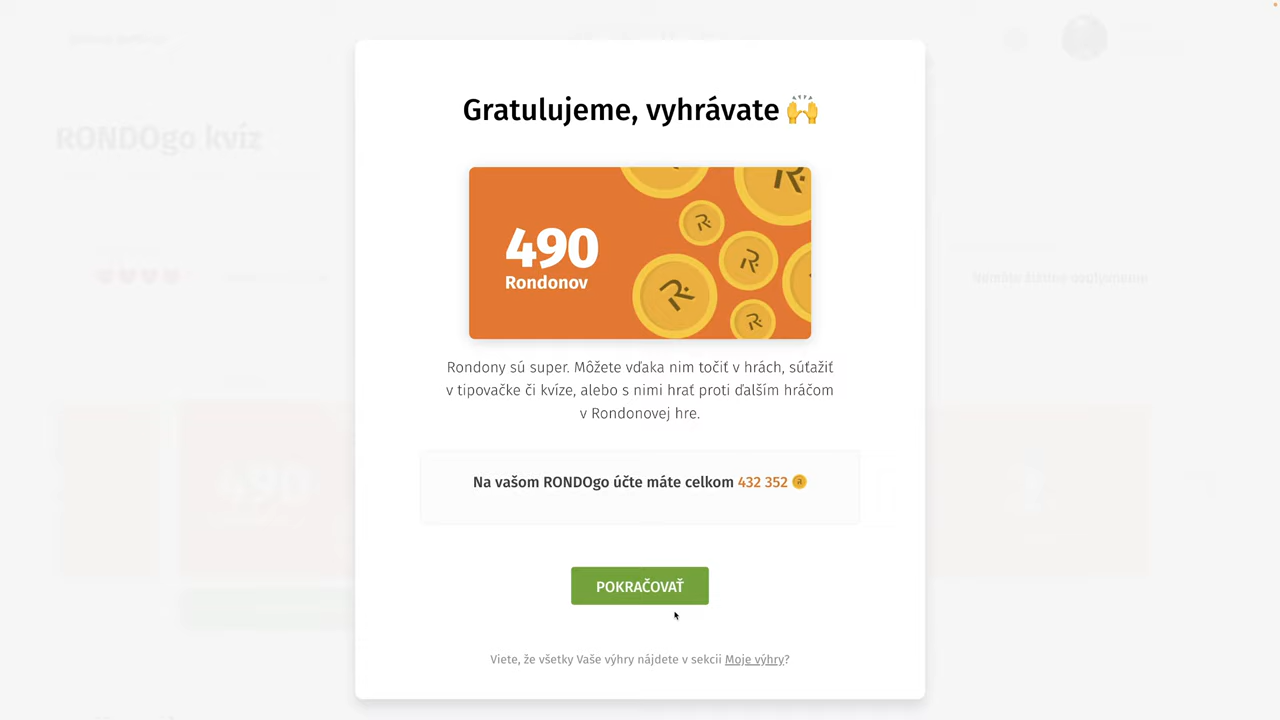 RONDOgo kvíz
Gratulujeme, vyhrávate
490
Rondonov
Rondony sú super. Môžete vďaka nim točiť v hrách, súťažiť
v tipovačke či kvíze, alebo s nimi hrať proti ďalším hráčom
v Rondonovej hre.
Na vašom RONDOgo účte máte celkom 432 352
POKRAČOVAŤ
Viete, že všetky Vaše výhry nájdete v sekcii Moje výhry?
490